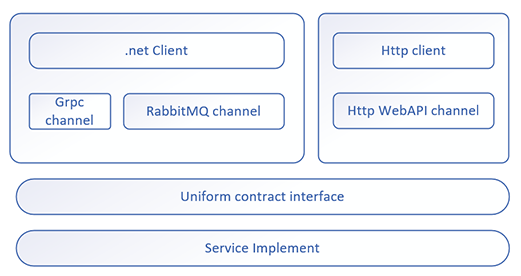 .net Client
Http client
Grpc
channel
RabbitMQ channel
Http WebAPI channel
Uniform contract interface
Service Implement